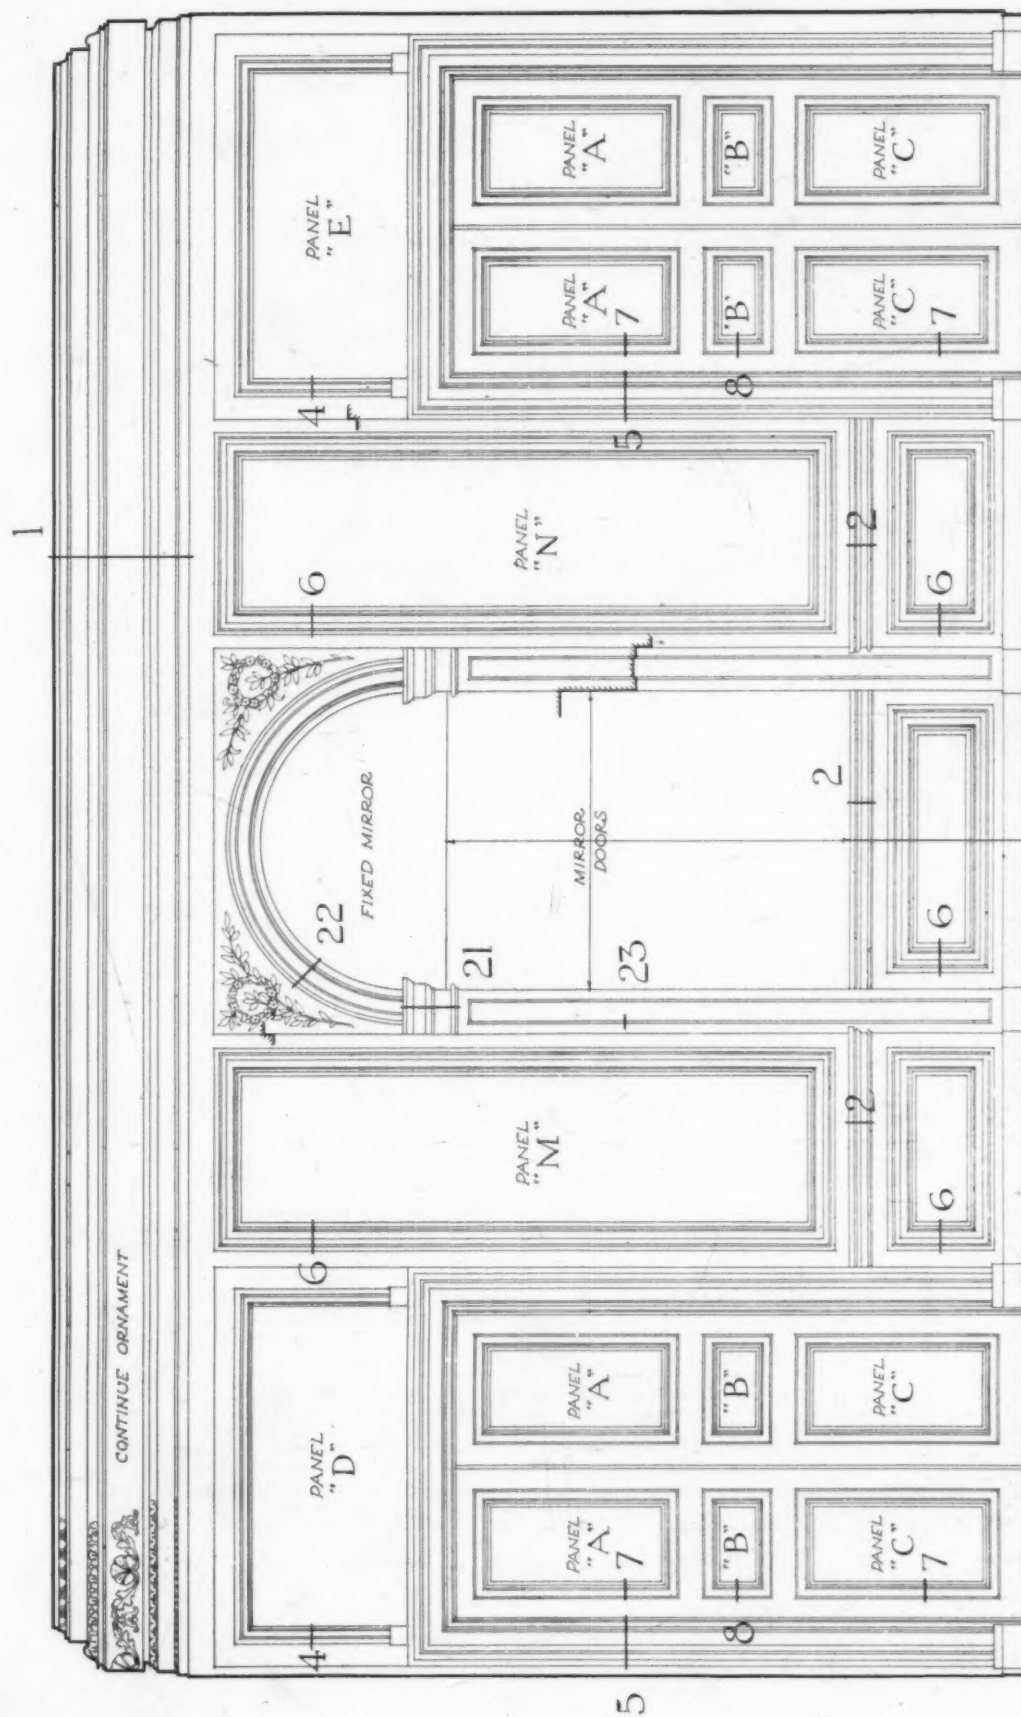 1
CONTINUE ORNAMENT
4
PANEL
"D"
6
22
FIXED MIRROR
6
4
PANEL
"E"
21
PANEL
"M"
PANEL
"N"
5
PANEL
"A"
7
PANEL
"A"
23
MIRROR
DOORS
5
PANEL
"A"
7
PANEL
"A"
8
"B"
"B"
12
2
12
8
"B"
"B"
PANEL
"C"
7
PANEL
"C"
6
6
6
PANEL
"C"
7
PANEL
"C"